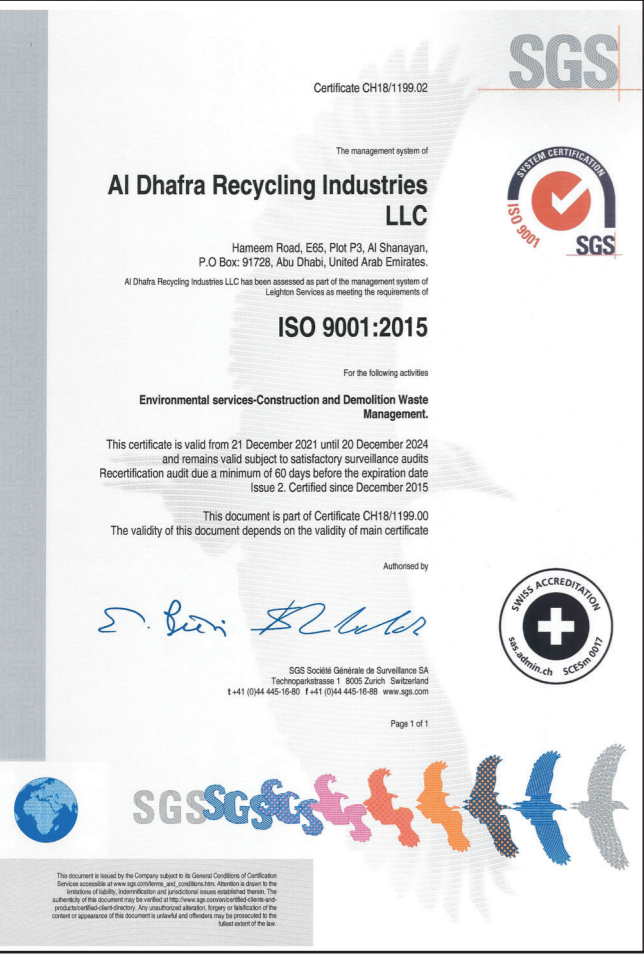 SGS
Certificate CH18/1199.02
The management system of
Al Dhafra Recycling Industries
LLC
SYSTEM CERTIFICATION
ISO 9001
SGS
Hameem Road, E65, Plot P3, Al Shanayan,
P.O Box: 91728, Abu Dhabi, United Arab Emirates.
Al Dhafra Recycling Industries LLC has been assessed as part of the management system of
Leighton Services as meeting the requirements of
ISO 9001:2015
For the following activities
Environmental services-Construction and Demolition Waste
Management.
This certificate is valid from 21 December 2021 until 20 December 2024
and remains valid subject to satisfactory surveillance audits
Recertification audit due a minimum of 60 days before the expiration date
Issue 2. Certified since December 2015
This document is part of Certificate CH18/1199.00
The validity of this document depends on the validity of main certificate
Authorised by
SWISS ACCREDITATION
sas.admin.ch SCESm 0017
SGS Société Générale de Surveillance SA
Technoparkstrasse 1 8005 Zurich Switzerland
t +41 (0)44 445-16-80 f +41 (0)44 445-16-88 www.sgs.com
Page 1 of 1
SGS SGS SGS
This document is issued by the Company subject to its General Conditions of Certification
Services accessible at www.sgs.com/terms_and_conditions.htm. Attention is drawn to the
limitations of liability, indemnification and jurisdictional issues established therein. The
authenticity of this document may be verified at http://www.sgs.com/en/certified-clients-and-
products/certified-client-directory. Any unauthorized alteration, forgery or falsification of the
content or appearance of this document is unlawful and offenders may be prosecuted to the
fullest extent of the law.